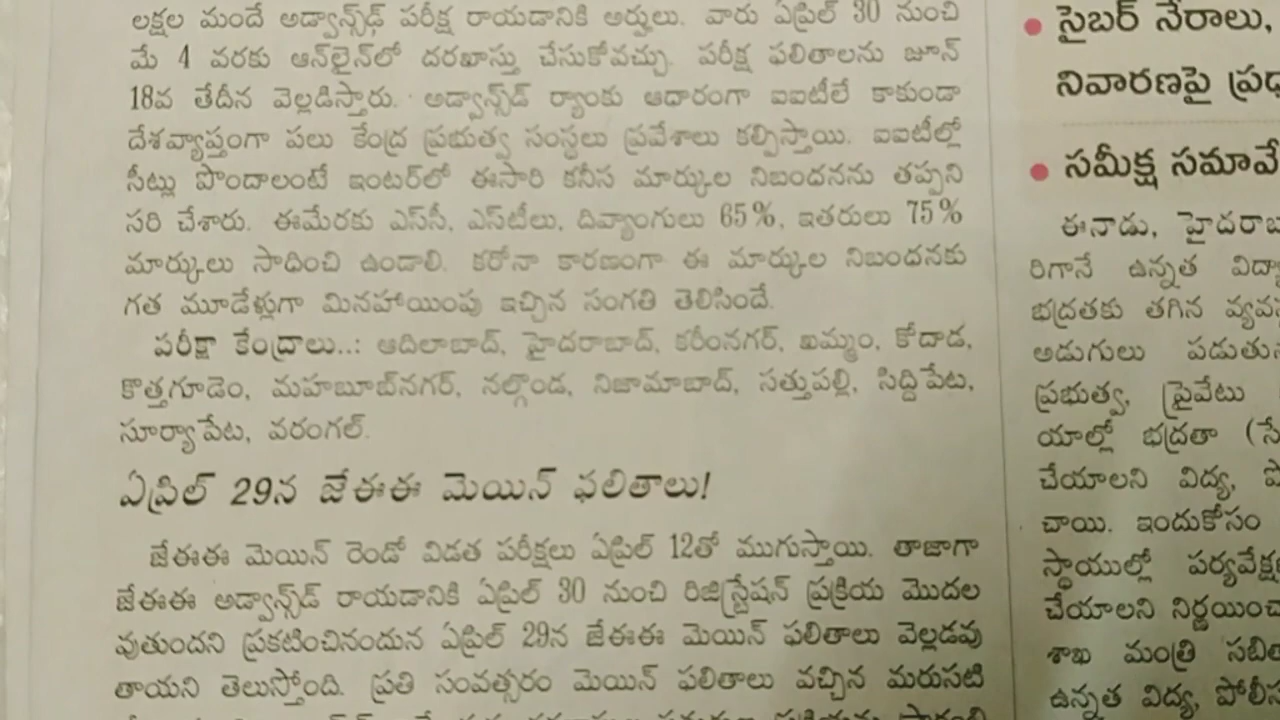 లక్షల మందే అడ్వాన్స్‌డ్ పరీక్ష రాయడానికి అర్హులు. వారు ఏప్రిల్ 30 నుంచి
మే 4 వరకు ఆన్‌లైన్‌లో దరఖాస్తు చేసుకోవచ్చు. పరీక్ష ఫలితాలను జూన్
18వ తేదీన వెల్లడిస్తారు. అడ్వాన్స్‌డ్ ర్యాంకు ఆదారంగా ఐఐటీలే కాకుండా
దేశవ్యాప్తంగా పలు కేంద్ర ప్రభుత్వ సంస్థలు ప్రవేశాలు కల్పిస్తాయి. ఐఐటీల్లో
సీట్లు పొందాలంటే ఇంటర్‌లో ఈసారి కనీస మార్కుల నిబంధనను తప్పని
సరి చేశారు. ఈమేరకు ఎస్‌సీ, ఎస్‌టీలు, దివ్యాంగులు 65%, ఇతరులు 75%
మార్కులు సాధించి ఉండాలి. కరోనా కారణంగా ఈ మార్కుల నిబంధనకు
గత మూడేళ్లుగా మినహాయింపు ఇచ్చిన సంగతి తెలిసిందే.
పరీక్షా కేంద్రాలు..: ఆదిలాబాద్, హైదరాబాద్, కరీంనగర్, ఖమ్మం, కోదాడ,
కొత్తగూడెం, మహబూబ్‌నగర్, నల్గొండ, నిజామాబాద్, సత్తుపల్లి, సిద్దిపేట,
సూర్యాపేట, వరంగల్.
ఏప్రిల్ 29న జేఈఈ మెయిన్ ఫలితాలు!
జేఈఈ మెయిన్ రెండో విడత పరీక్షలు ఏప్రిల్ 12తో ముగుస్తాయి. తాజాగా
జేఈఈ అడ్వాన్స్‌డ్ రాయడానికి ఏప్రిల్ 30 నుంచి రిజిస్ట్రేషన్ ప్రక్రియ మొదల
వుతుందని ప్రకటించినందున ఏప్రిల్ 29న జేఈఈ మెయిన్ ఫలితాలు వెల్లడవు
తాయని తెలుస్తోంది. ప్రతి సంవత్సరం మెయిన్ ఫలితాలు వచ్చిన మరుసటి
సైబర్ నేరాలు,
నివారణపై
సమీక్ష
ఈనాడు,
రిగానే ఉన్నత
భద్రతకు తగిన
అడుగులు
ప్రభుత్వ, ప్రైవేటు
యాల్లో భద్రతా
చేయాలని విద్య,
చాయి. ఇందుకోసం
స్థాయుల్లో
చేయాలని
శాఖ మంత్రి
ఉన్నత విద్య,